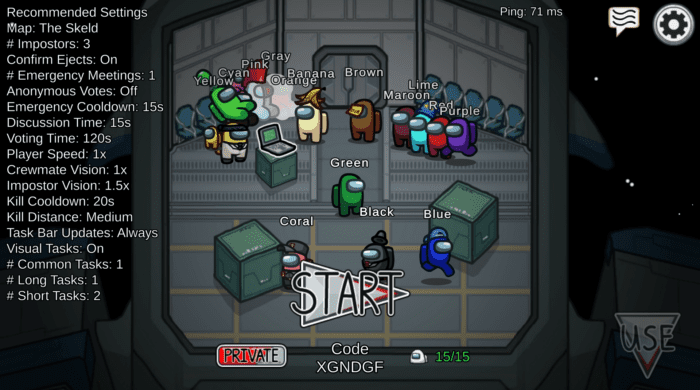 Recommended Settings
Map: The Skeld
# Impostors: 3
Confirm Ejects: On
# Emergency Meetings: 1
Anonymous Votes: Off
Emergency Cooldown: 15s
Discussion Time: 15s
Voting Time: 120s
Player Speed: 1x
Crewmate Vision: 1x
Impostor Vision: 1.5x
Kill Cooldown: 20s
Kill Distance: Medium
Task Bar Updates: Always
Visual Tasks: On
# Common Tasks: 1
# Long Tasks: 1
# Short Tasks: 2
Ping: 71 ms
Gray
Pink
Cyan
Banana
Brown
Yellow
Orange
Lime
Maroon
Red
Purple
Green
Black
Blue
Coral
START
PRIVATE
Code
XGNDGF
15/15
USE